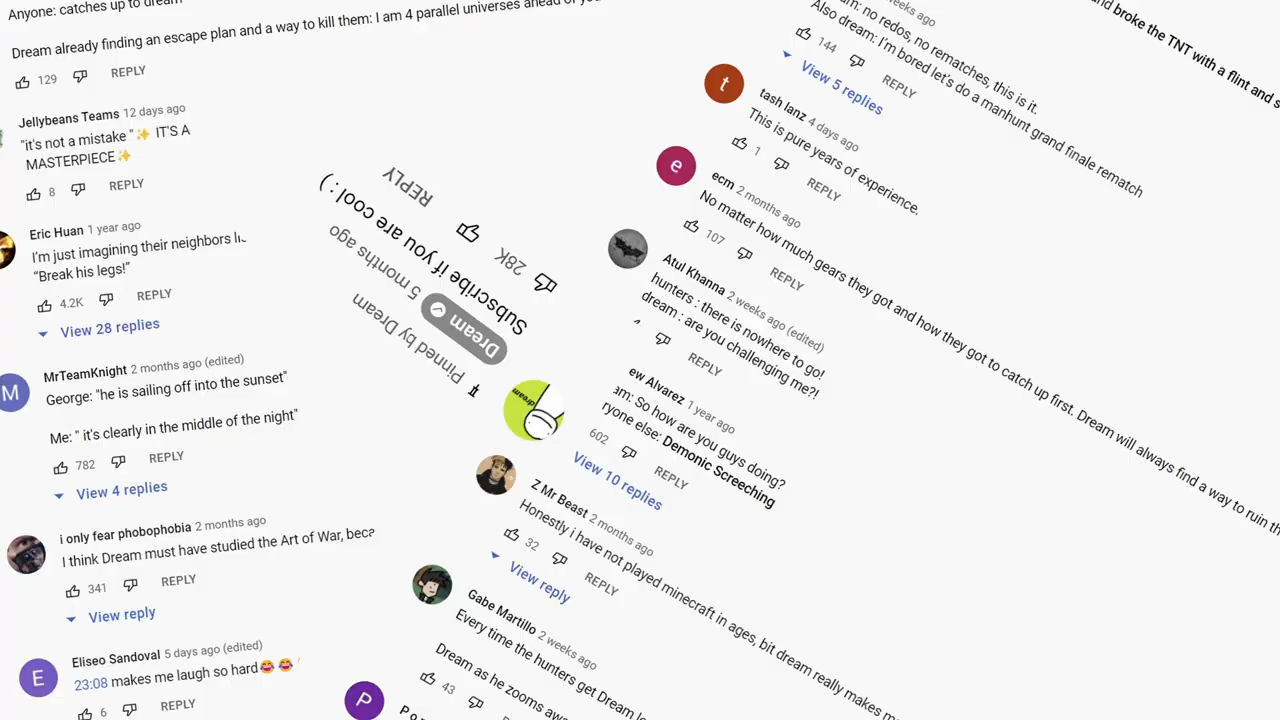 Anyone: catches up to dream
Dream already finding an escape plan and a way to kill them: I am 4 parallel universes ahead of
129 REPLY
Jellybeans Teams 12 days ago
"it's not a mistake "✨ IT'S A
MASTERPIECE✨
8 REPLY
Eric Huan 1 year ago
I'm just imagining their neighbors
"Break his legs!"
4.2K REPLY
View 28 replies
M
MrTeamKnight 2 months ago (edited)
George: "he is sailing off into the sunset"
Me: " it's clearly in the middle of the night"
782 REPLY
View 4 replies
i only fear phobophobia 2 months ago
I think Dream must have studied the Art of War,
341 REPLY
View reply
E
Eliseo Sandoval 5 days ago (edited)
23:08 makes me laugh so hard😂😂
6 REPLY
Pinned by Dream
Dream 5 months ago
Subscribe if you are cool :)
28K REPLY
dream
weeks ago
no redos, no rematches, this is it.
Also dream: I'm bored let's do a manhunt grand finale rematch
144 REPLY
View 5 replies
broke the TNT with a flint and
t
tash lanz 4 days ago
This is pure years of experience.
1 REPLY
e
ecm 2 months ago
No matter how much gears they got and how they got to catch up first. Dream will always find a way to ruin
107 REPLY
Atul Khanna 2 weeks ago (edited)
hunters : there is nowhere to go!
dream : are you challenging me?!
REPLY
Alvarez 1 year ago
So how are you guys doing?
else: Demonic Screeching
602 REPLY
View 10 replies
Z Mr Beast 2 months ago
Honestly i have not played minecraft in ages, bit dream really makes
32 REPLY
View reply
Gabe Martillo 2 weeks ago
Every time the hunters get Dream
Dream as he zooms
43 REPLY
P